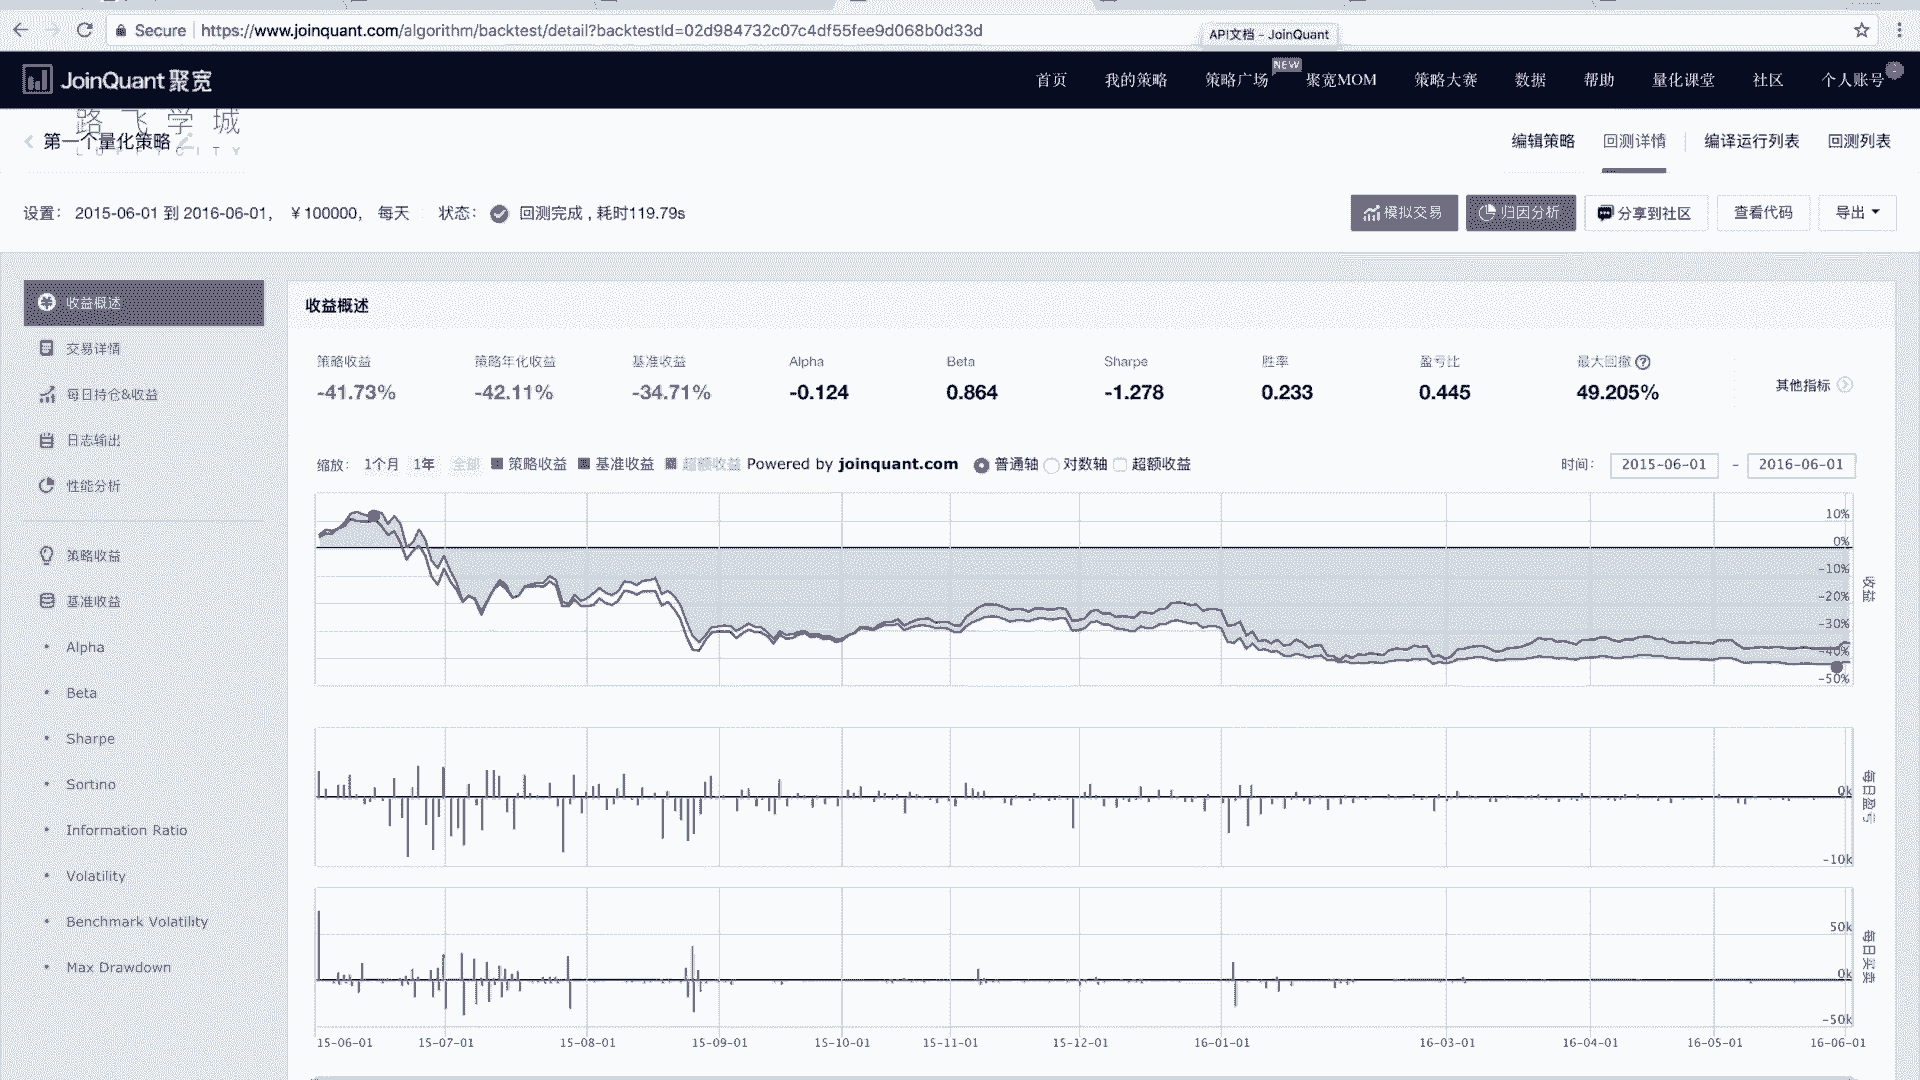 Secure https://www.joinquant.com/algorithm/backtest/detail?backtestId=02d984732c07c4df55fee9d068b0d33d
API文档 - JoinQuant
JoinQuant 聚宽 首页 我的策略 策略广场 NEW 聚宽MOM 策略大赛 数据 帮助 量化课堂 社区 个人账号
路飞学城
LUFFYCITY
第一个量化策略 编辑策略 回测详情 编译运行列表 回测列表
设置: 2015-06-01 到 2016-06-01, ￥100000, 每天 状态: 回测完成, 耗时119.79s 模拟交易 归因分析 分享到社区 查看代码 导出
收益概述
交易详情
每日持仓&收益
日志输出
性能分析
策略收益
基准收益
Alpha
Beta
Sharpe
Sortino
Information Ratio
Volatility
Benchmark Volatility
Max Drawdown
收益概述
策略收益 策略年化收益 基准收益 Alpha Beta Sharpe 胜率 盈亏比 最大回撤
-41.73% -42.11% -34.71% -0.124 0.864 -1.278 0.233 0.445 49.205% 其他指标
缩放: 1个月 1年 全部 策略收益 基准收益 超额收益 Powered by joinquant.com 普通轴 对数轴 超额收益 时间: 2015-06-01 - 2016-06-01
10%
0%
-10%
-20%
-30%
-40%
-50%
收益
0k
-10k
每日盈亏
50k
0k
-50k
每日买卖
15-06-01 15-07-01 15-08-01 15-09-01 15-10-01 15-11-01 15-12-01 16-01-01 16-03-01 16-04-01 16-05-01 16-06-01